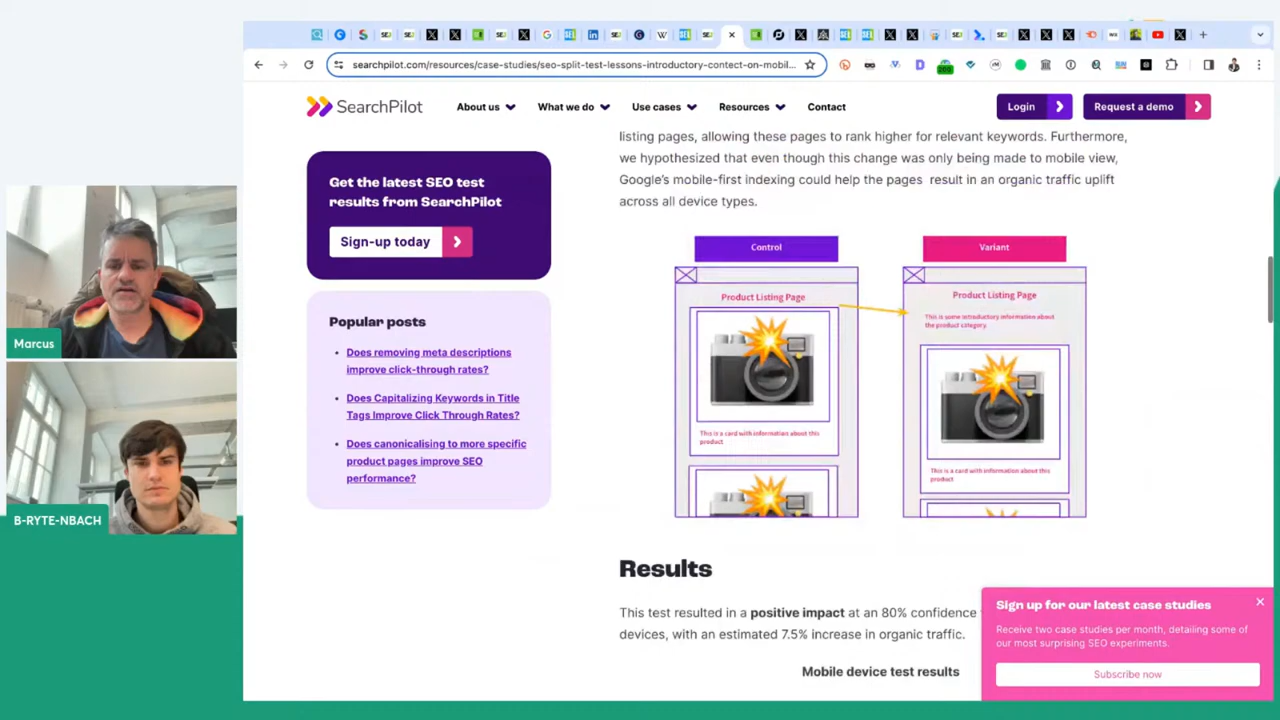 searchpilot.com/resources/case-studies/seo-split-test-lessons-introductory-contect-on-mobil...
SearchPilot
About us
What we do
Use cases
Resources
Contact
Login
Request a demo
listing pages, allowing these pages to rank higher for relevant keywords. Furthermore,
we hypothesized that even though this change was only being made to mobile view,
Google's mobile-first indexing could help the pages result in an organic traffic uplift
across all device types.
Get the latest SEO test
results from SearchPilot
Sign-up today
Popular posts
• Does removing meta descriptions
improve click-through rates?
• Does Capitalizing Keywords in Title
Tags Improve Click Through Rates?
• Does canonicalising to more specific
product pages improve SEO
performance?
Control
Product Listing Page
This is a card with information about this
product
Variant
Product Listing Page
This is some introductory information about
the product category.
This is a card with information about this
product
Results
This test resulted in a positive impact at an 80% confidence
devices, with an estimated 7.5% increase in organic traffic.
Mobile device test results
Sign up for our latest case studies
Receive two case studies per month, detailing some of
our most surprising SEO experiments.
Subscribe now
Marcus
B-RYTE-NBACH